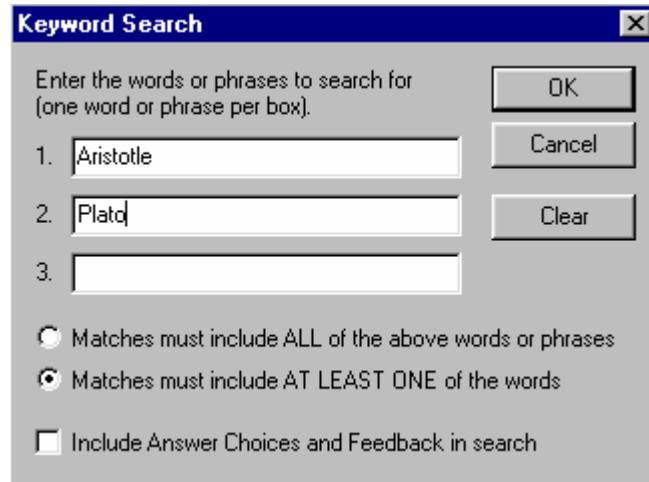 Keyword Search
Enter the words or phrases to search for
(one word or phrase per box).
OK
1. Aristotle
Cancel
2. Plato
Clear
3.
Matches must include ALL of the above words or phrases
Matches must include AT LEAST ONE of the words
Include Answer Choices and Feedback in search